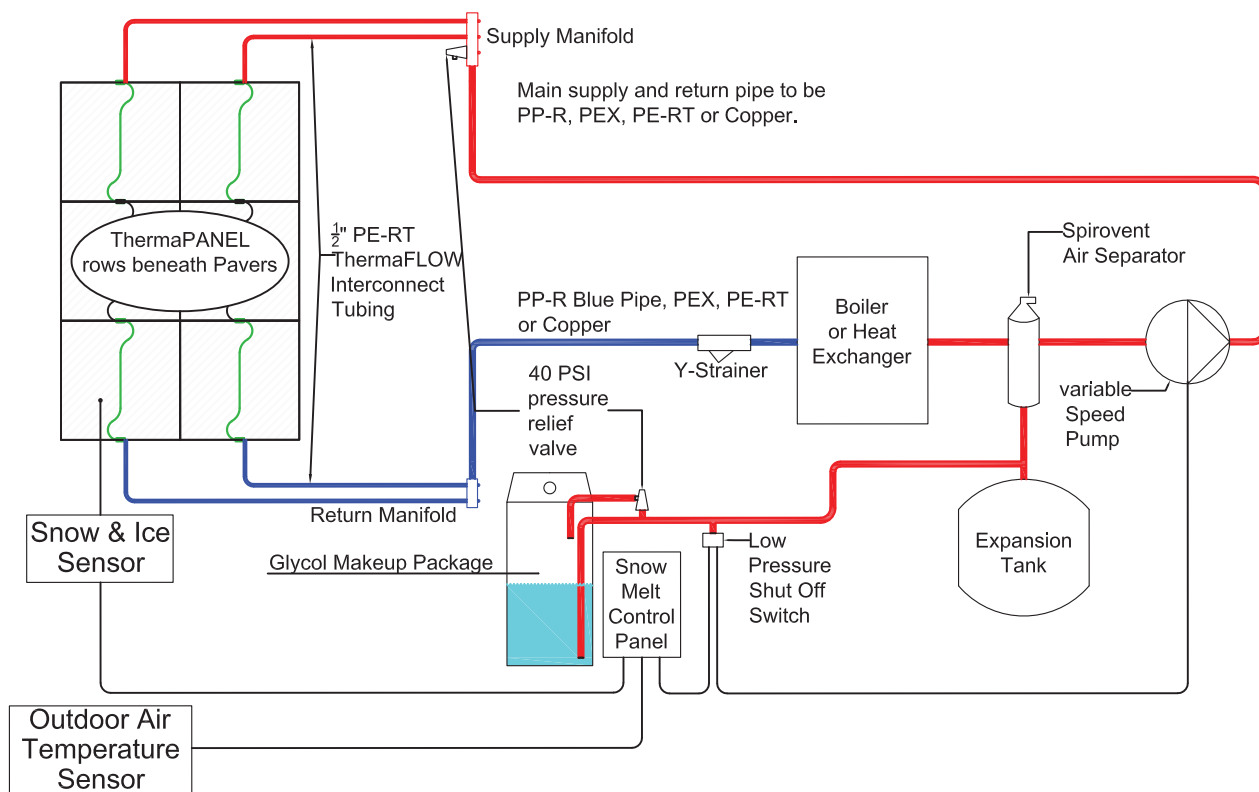 Supply Manifold
Main supply and return pipe to be
PP-R, PEX, PE-RT or Copper.
ThermaPANEL
rows beneath Pavers
½" PE-RT
ThermaFLOW
Interconnect
Tubing
Spirovent
Air Separator
PP-R Blue Pipe, PEX, PE-RT
or Copper
Boiler
or Heat
Exchanger
Y-Strainer
40 PSI
pressure
relief
valve
variable
Speed
Pump
Return Manifold
Snow & Ice
Sensor
Glycol Makeup Package
Snow
Melt
Control
Panel
Low
Pressure
Shut Off
Switch
Expansion
Tank
Outdoor Air
Temperature
Sensor